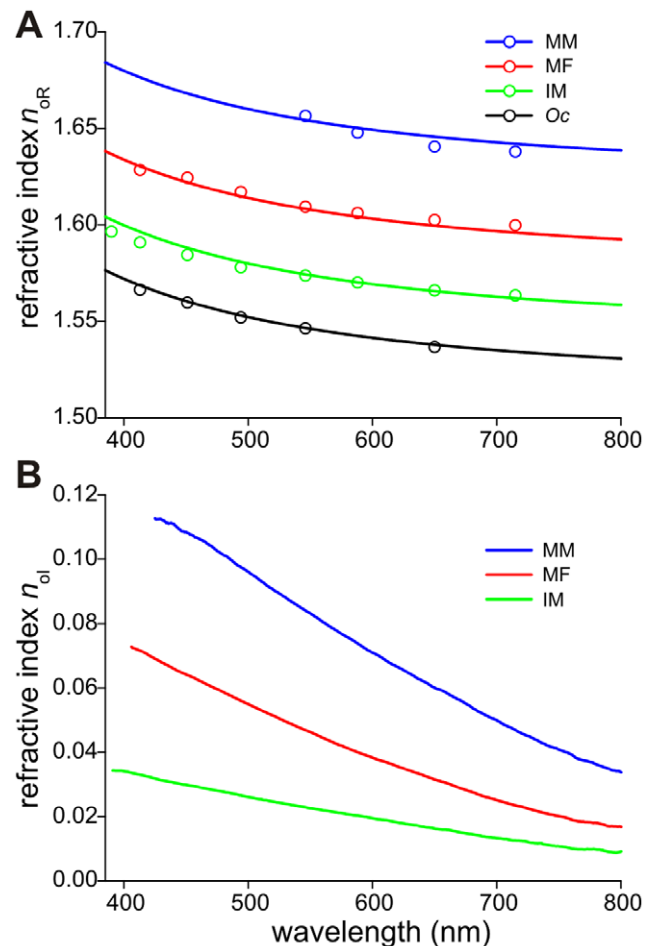 A
refractive index noR
1.70
1.65
1.60
1.55
1.50
MM
MF
IM
Oc
400 500 600 700 800
B
refractive index noI
0.12
0.10
0.08
0.06
0.04
0.02
0.00
MM
MF
IM
400 500 600 700 800
wavelength (nm)